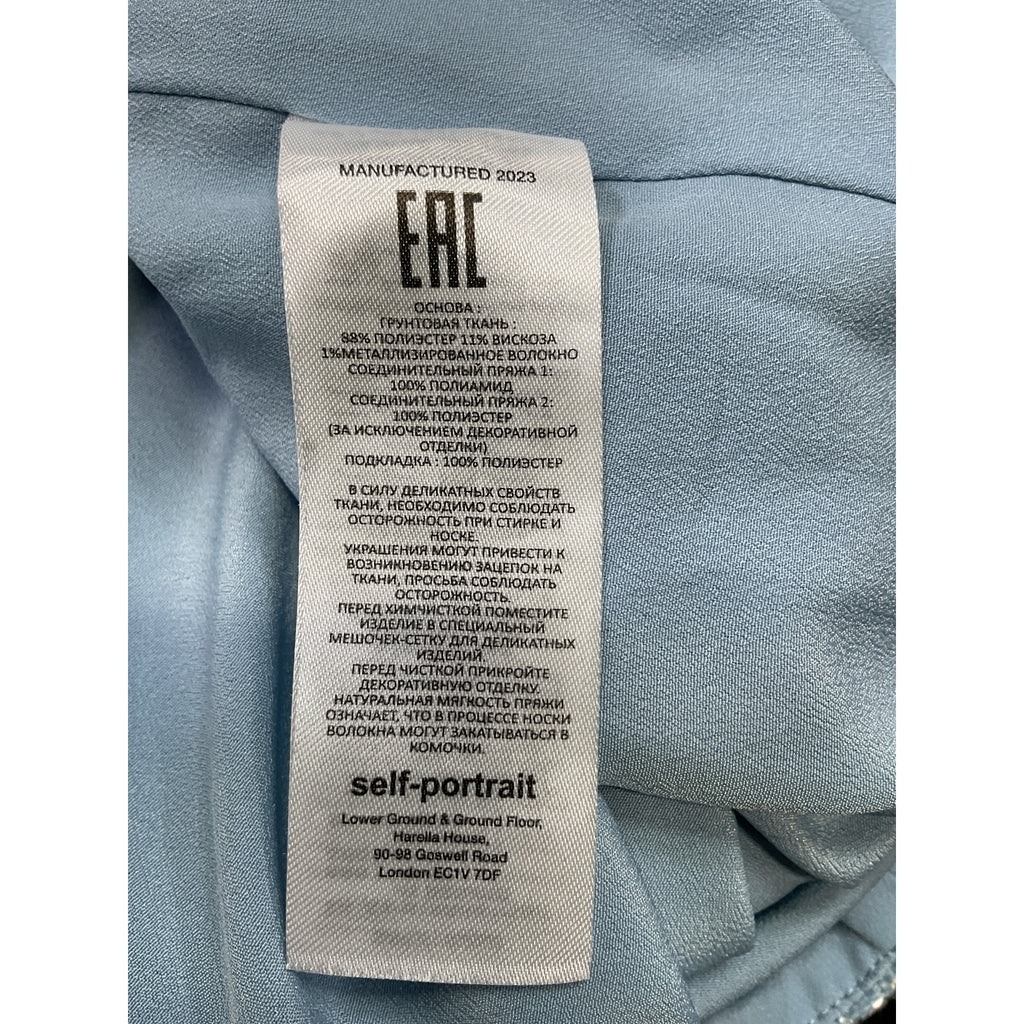 MANUFACTURED 2023
EAC
ОСНОВА :
ГРУНТОВАЯ ТКАНЬ :
88% ПОЛИЭСТЕР 11% ВИСКОЗА
1%МЕТАЛЛИЗИРОВАННОЕ ВОЛОКНО
СОЕДИНИТЕЛЬНЫЙ ПРЯЖА 1:
100% ПОЛИАМИД
СОЕДИНИТЕЛЬНЫЙ ПРЯЖА 2:
100% ПОЛИЭСТЕР
(ЗА ИСКЛЮЧЕНИЕМ ДЕКОРАТИВНОЙ
ОТДЕЛКИ)
ПОДКЛАДКА : 100% ПОЛИЭСТЕР
В СИЛУ ДЕЛИКАТНЫХ СВОЙСТВ
ТКАНИ, НЕОБХОДИМО СОБЛЮДАТЬ
ОСТОРОЖНОСТЬ ПРИ СТИРКЕ И
НОСКЕ.
УКРАШЕНИЯ МОГУТ ПРИВЕСТИ К
ВОЗНИКНОВЕНИЮ ЗАЦЕПОК НА
ТКАНИ, ПРОСЬБА СОБЛЮДАТЬ
ОСТОРОЖНОСТЬ.
ПЕРЕД ХИМЧИСТКОЙ ПОМЕСТИТЕ
ИЗДЕЛИЕ В СПЕЦИАЛЬНЫЙ
МЕШОЧЕК-СЕТКУ ДЛЯ ДЕЛИКАТНЫХ
ИЗДЕЛИЙ.
ПЕРЕД ЧИСТКОЙ ПРИКРОЙТЕ
ДЕКОРАТИВНУЮ ОТДЕЛКУ.
НАТУРАЛЬНАЯ МЯГКОСТЬ ПРЯЖИ
ОЗНАЧАЕТ, ЧТО В ПРОЦЕССЕ НОСКИ
ВОЛОКНА МОГУТ ЗАКАТЫВАТЬСЯ В
КОМОЧКИ.
self-portrait
Lower Ground & Ground Floor,
Harella House,
90-98 Goswell Road
London EC1V 7DF